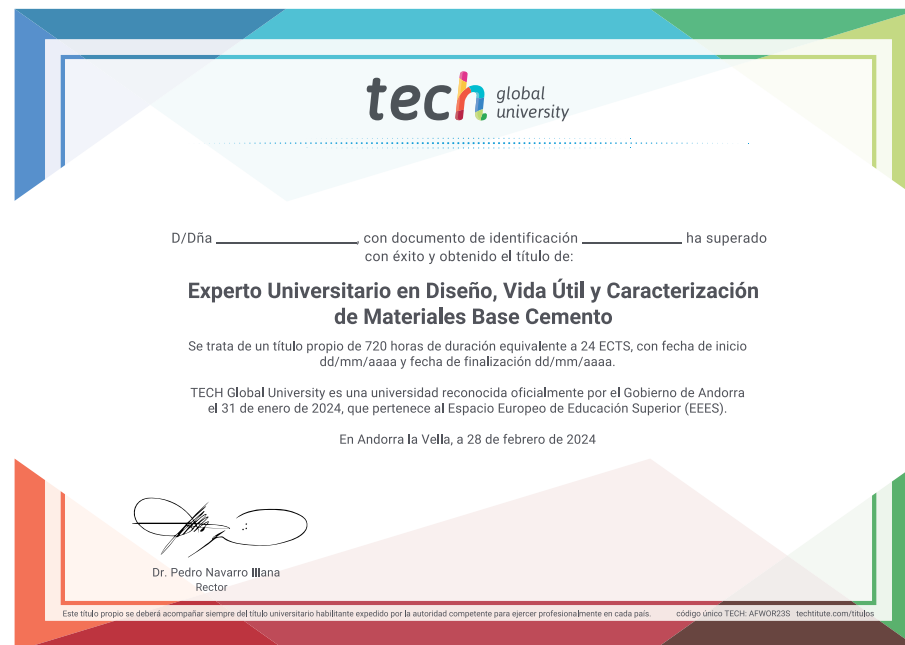 tech global university
D/Dña ____________________, con documento de identificación ______________ ha superado
con éxito y obtenido el título de:
Experto Universitario en Diseño, Vida Útil y Caracterización
de Materiales Base Cemento
Se trata de un título propio de 720 horas de duración equivalente a 24 ECTS, con fecha de inicio
dd/mm/aaaa y fecha de finalización dd/mm/aaaa.
TECH Global University es una universidad reconocida oficialmente por el Gobierno de Andorra
el 31 de enero de 2024, que pertenece al Espacio Europeo de Educación Superior (EEES).
En Andorra la Vella, a 28 de febrero de 2024
Dr. Pedro Navarro Illana
Rector
Este título propio se deberá acompañar siempre del título universitario habilitante expedido por la autoridad competente para ejercer profesionalmente en cada país. código único TECH: AFWOR23S techtitute.com/titulos